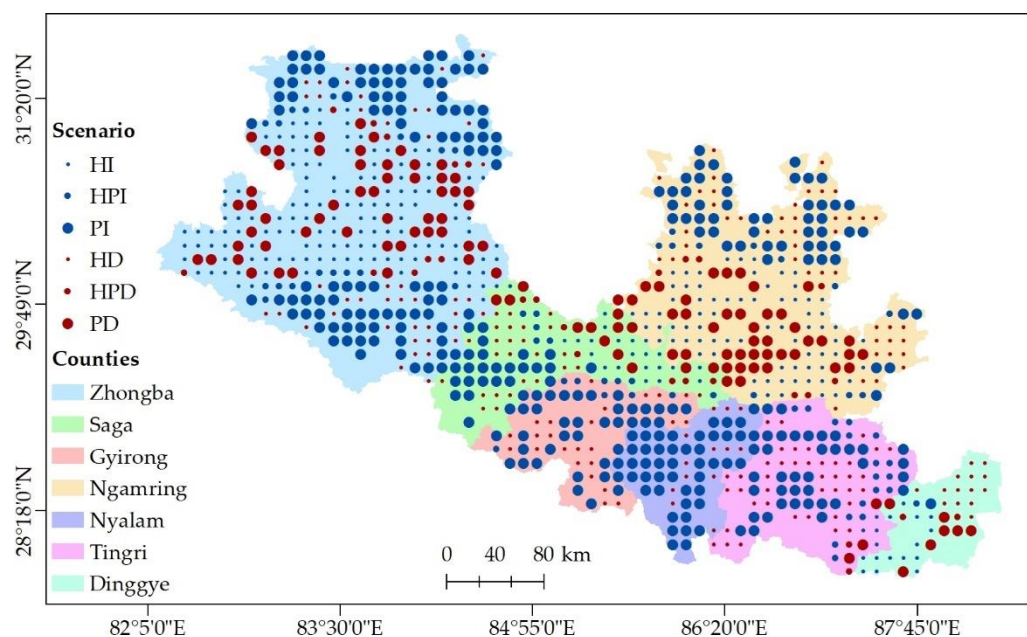 31°20'0"N
29°49'0"N
28°18'0"N
Scenario
HI
HPI
PI
HD
HPD
PD
Counties
Zhongba
Saga
Gyirong
Ngamring
Nyalam
Tingri
Dinggye
0 40 80 km
82°5'0"E 83°30'0"E 84°55'0"E 86°20'0"E 87°45'0"E